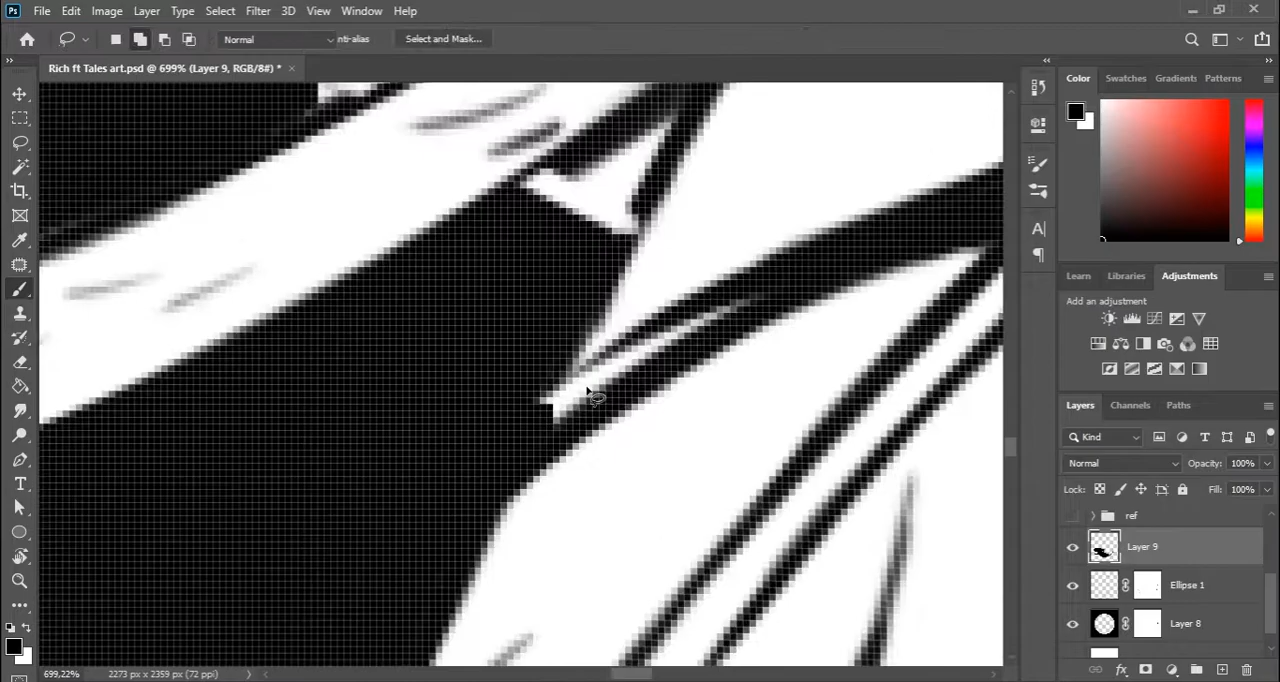 Ps File Edit Image Layer Type Select Filter 3D View Window Help
Normal nti-alias Select and Mask...
Rich ft Tales art.psd @ 699% (Layer 9, RGB/8#) *
Color Swatches Gradients Patterns
Learn Libraries Adjustments
Add an adjustment
Layers Channels Paths
Kind
Normal Opacity: 100%
Lock: Fill: 100%
ref
Layer 9
Ellipse 1
Layer 8
fx
699,22% 2273 px x 2359 px (72 ppi)